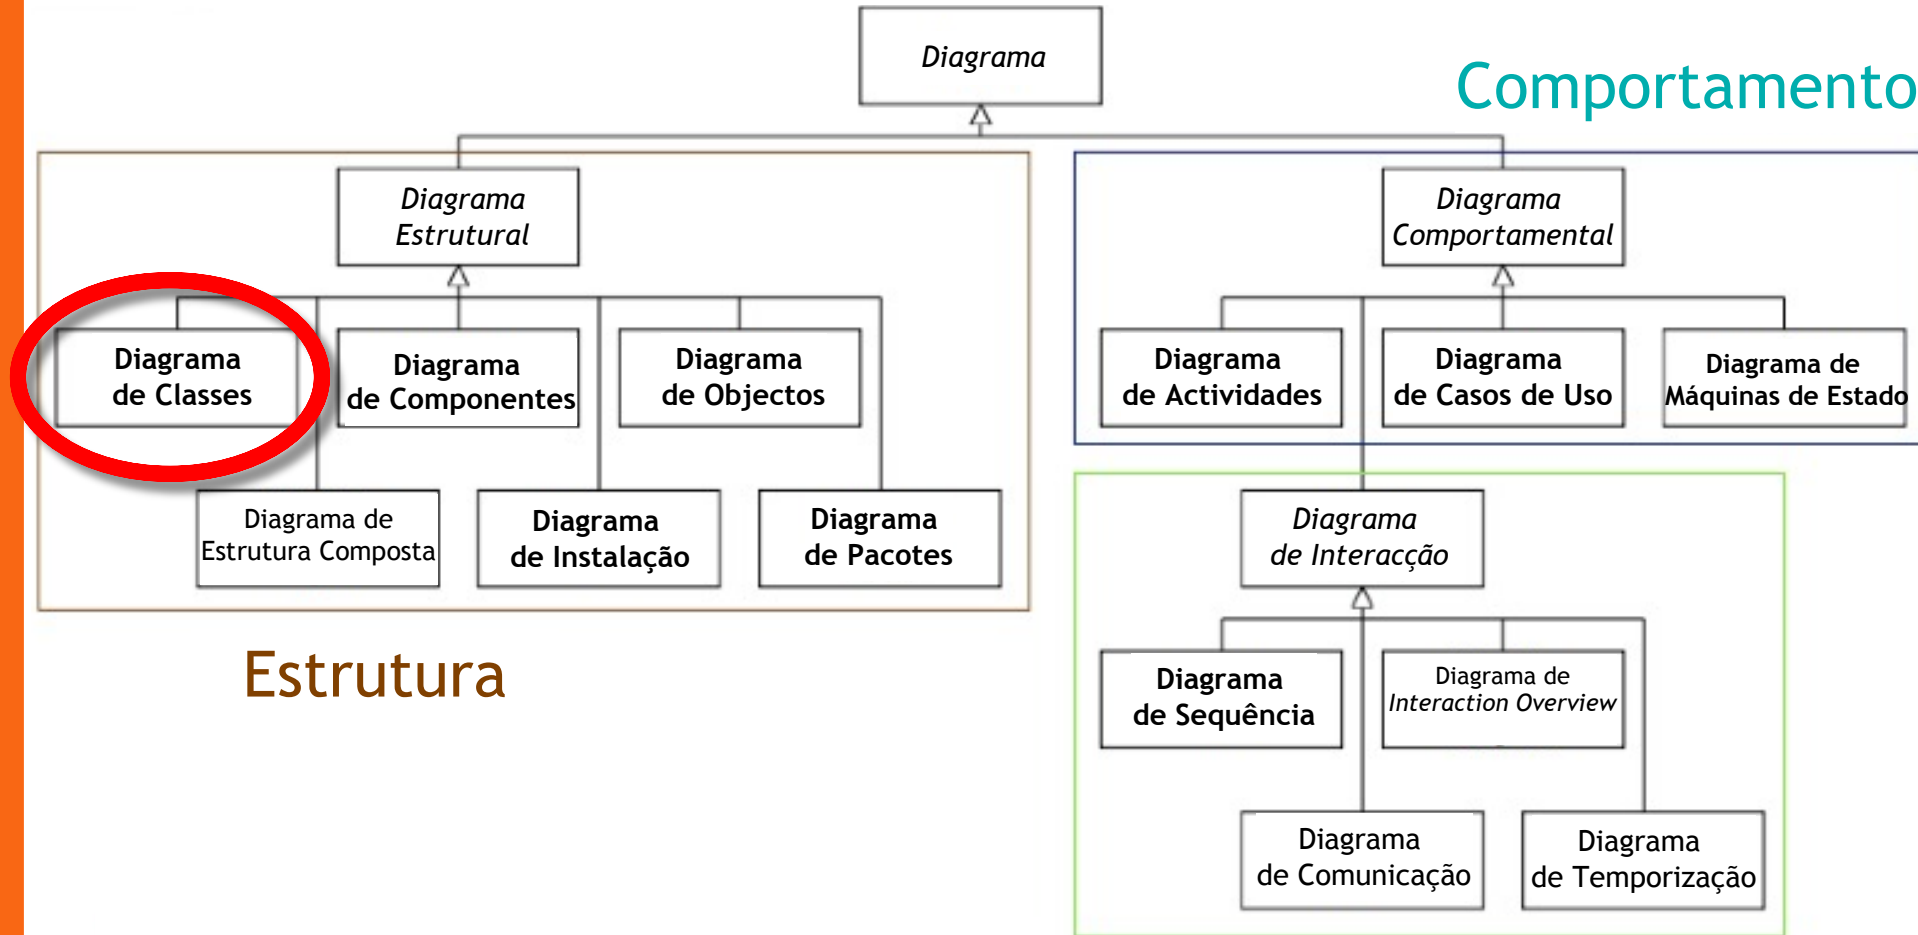 Diagrama
Comportamento
Diagrama
Estrutural
Diagrama
Comportamental
Diagrama
de Classes
Diagrama
de Componentes
Diagrama
de Objectos
Diagrama
de Actividades
Diagrama
de Casos de Uso
Diagrama de
Máquinas de Estado
Diagrama de
Estrutura Composta
Diagrama
de Instalação
Diagrama
de Pacotes
Diagrama
de Interacção
Estrutura
Diagrama
de Sequência
Diagrama de
Interaction Overview
Diagrama
de Comunicação
Diagrama
de Temporização